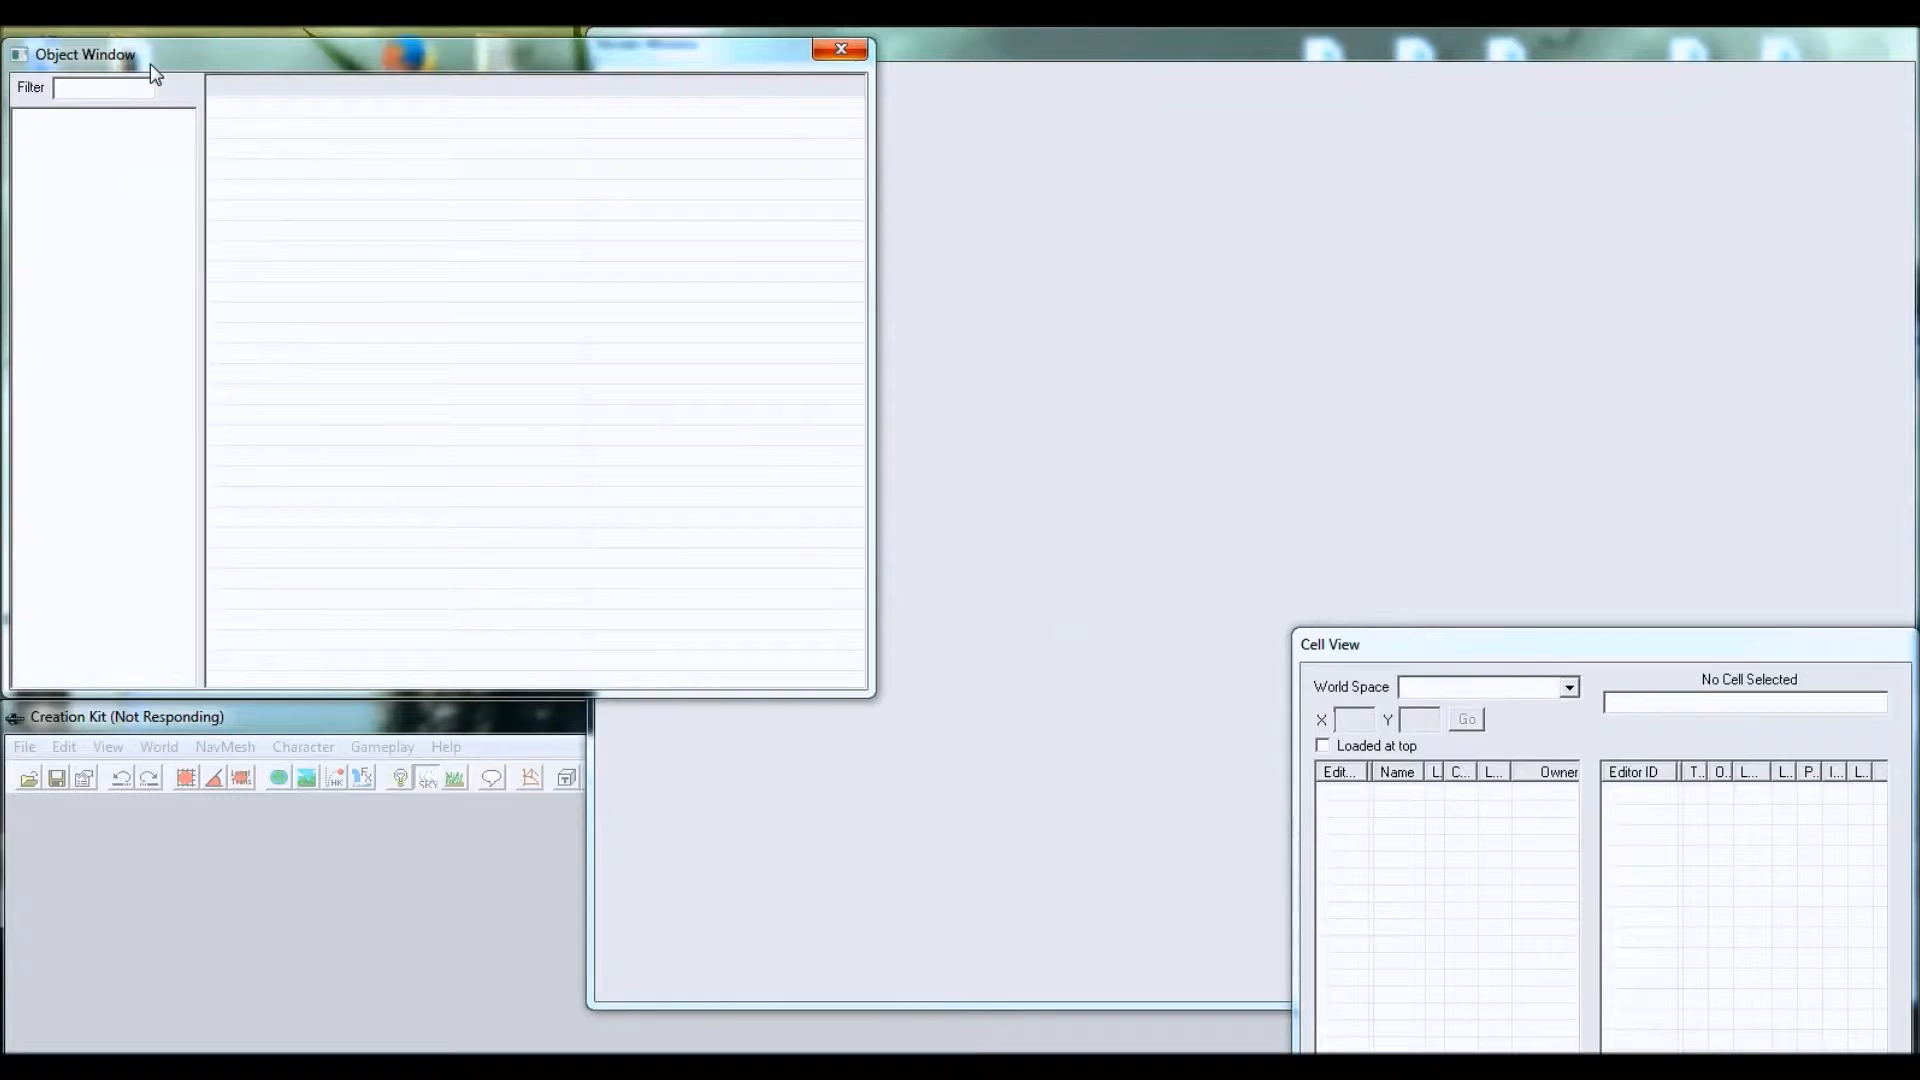 Object Window
Filter
Creation Kit (Not Responding)
File Edit View World NavMesh Character Gameplay Help
Cell View
World Space
No Cell Selected
X Y Go
Loaded at top
Edit... Name L C... L... Owner
Editor ID T.. O.. L... L.. P.. I... L..